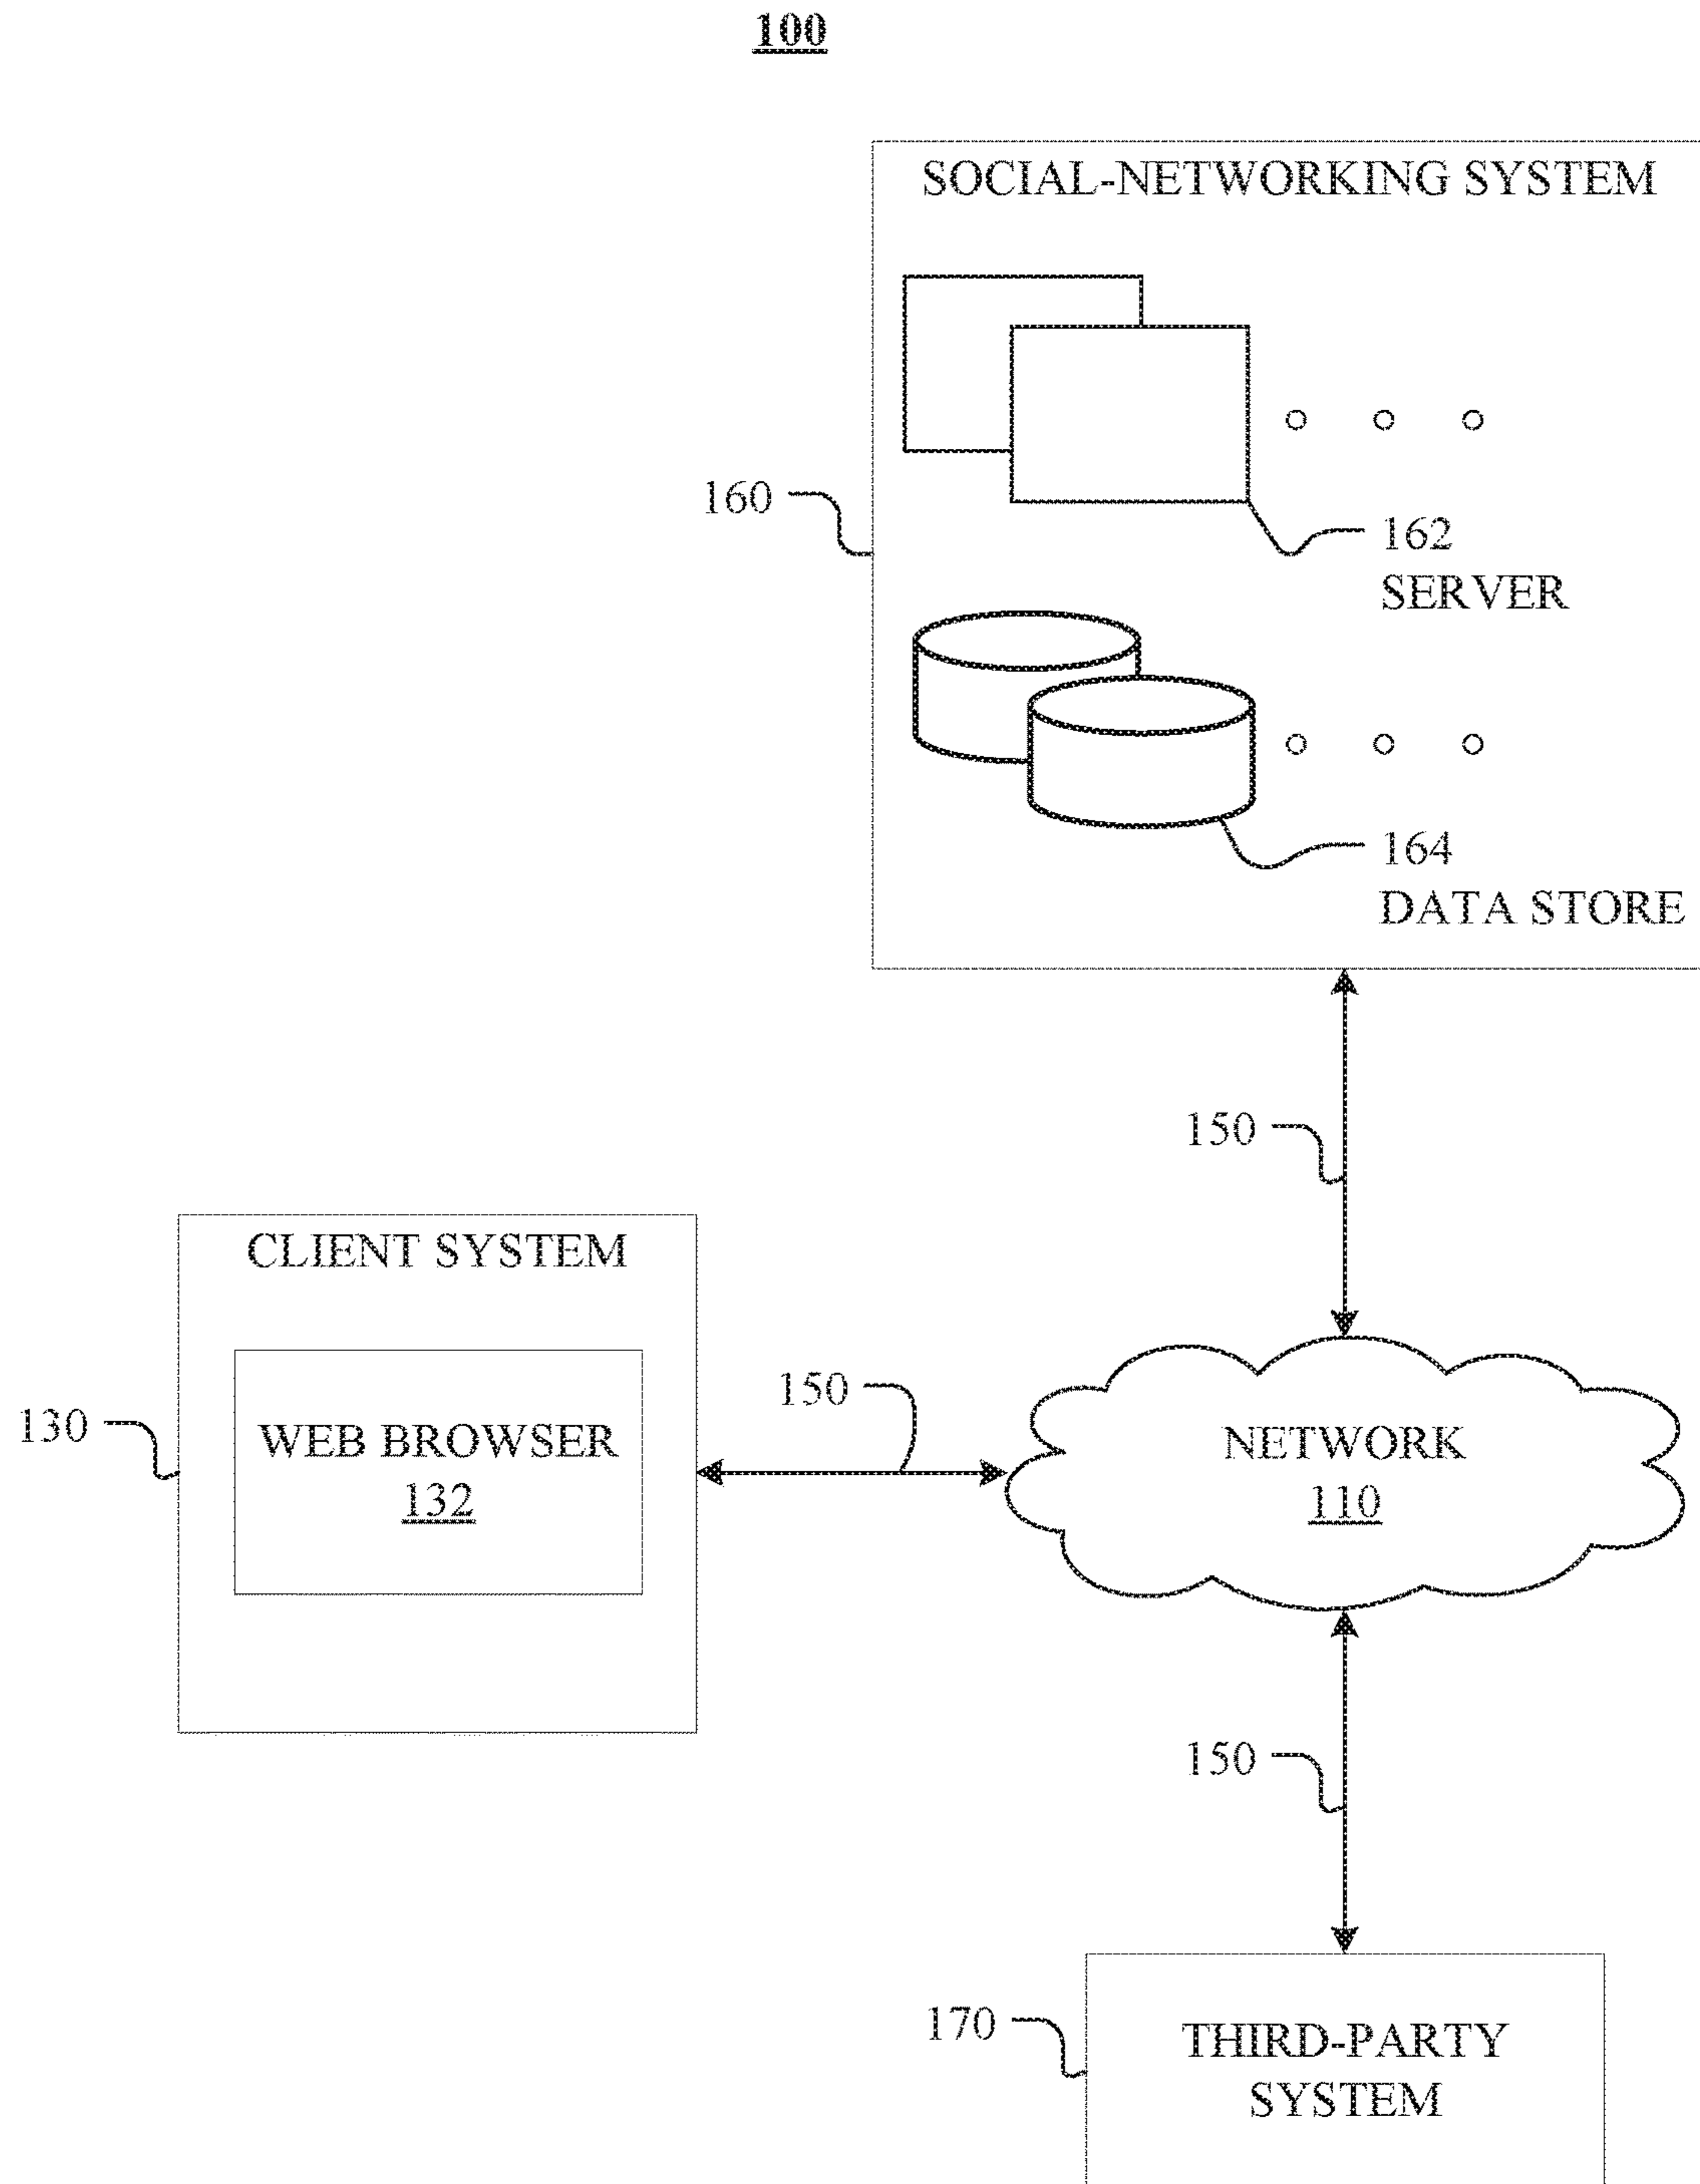 100
SOCIAL-NETWORKING SYSTEM
160
162
SERVER
164
DATA STORE
150
CLIENT SYSTEM
130
WEB BROWSER
132
150
NETWORK
110
150
170
THIRD-PARTY
SYSTEM